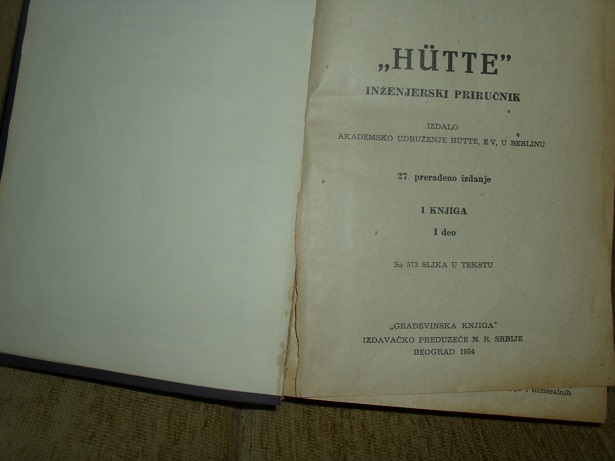 „HÜTTE”
INŽENJERSKI PRIRUČNIK
IZDALO
AKADEMSKO UDRUŽENJE HÜTTE, E V, U BERLINU
27. prerađeno izdanje
I KNJIGA
I deo
Sa 573 SLIKA U TEKSTU
„GRAĐEVINSKA KNJIGA"
IZDAVAČKO PREDUZEĆE N. R. SRBIJE
BEOGRAD 1954
i mineralnih